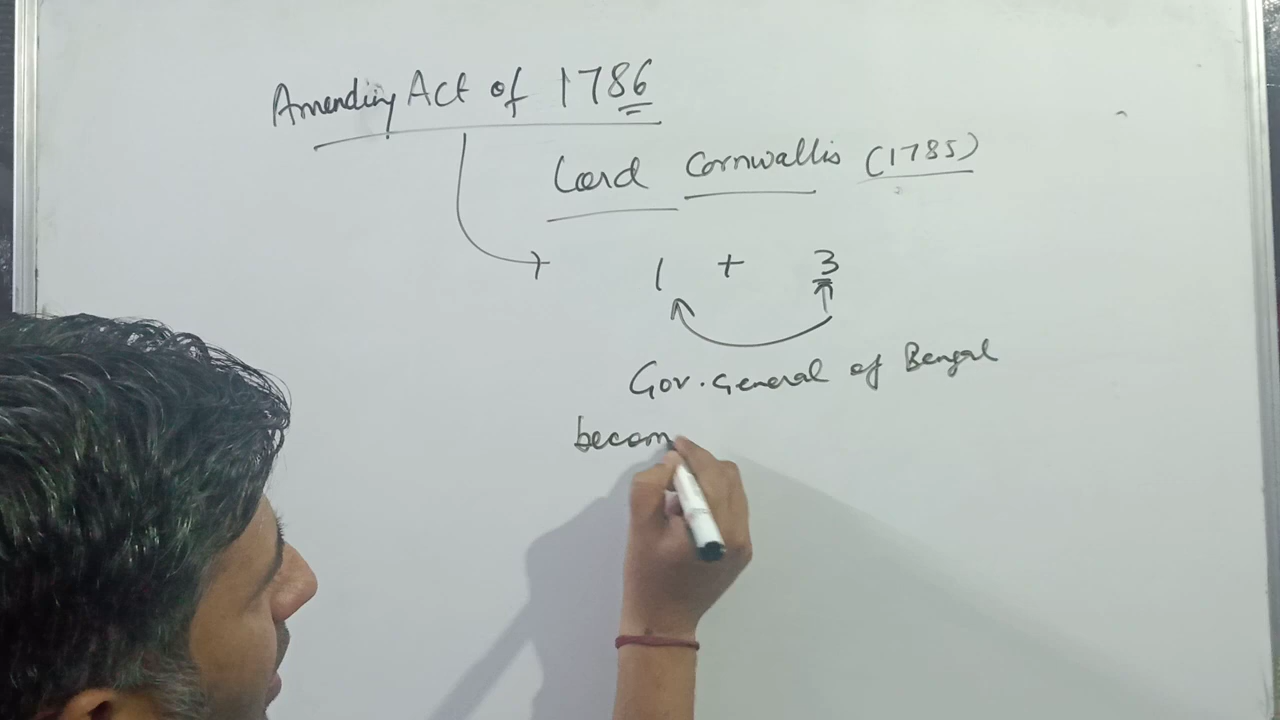 Amending Act of 1786
Lord Cornwallis (1785)
1 + 3
Gov. General of Bengal
becom